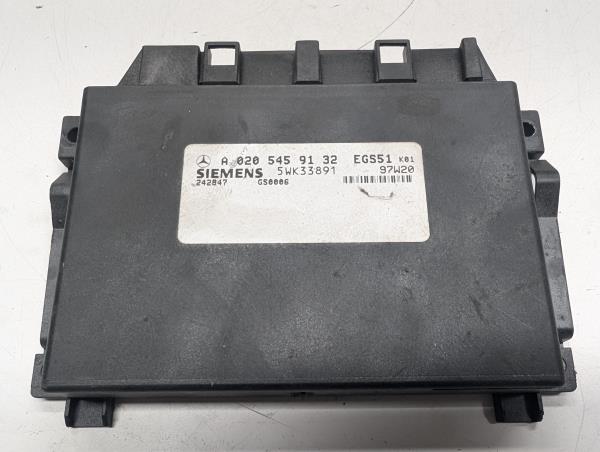 A 020 545 91 32 EGS51 K01
SIEMENS 5WK33891 97W20
242847 GS0006